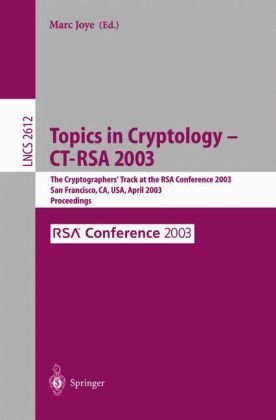 Marc Joye (Ed.)
LNCS 2612
Topics in Cryptology –
CT-RSA 2003
The Cryptographers' Track at the RSA Conference 2003
San Francisco, CA, USA, April 2003
Proceedings
RSA Conference 2003
Springer